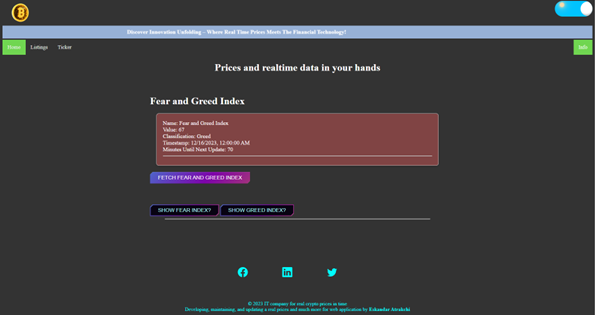 Discover Innovation Unfolding - Where Real Time Prices Meets The Financial Technology!
Home Listings Ticker Info
Prices and realtime data in your hands
Fear and Greed Index
Name: Fear and Greed Index
Value: 67
Classification: Greed
Timestamp: 12/16/2023, 12:00:00 AM
Minutes Until Next Update: 70
FETCH FEAR AND GREED INDEX
SHOW FEAR INDEX? SHOW GREED INDEX?
© 2023 IT company for real crypto prices in time
Developing, maintaining, and updating a real prices and much more for web application by Eskandar Atrakchi